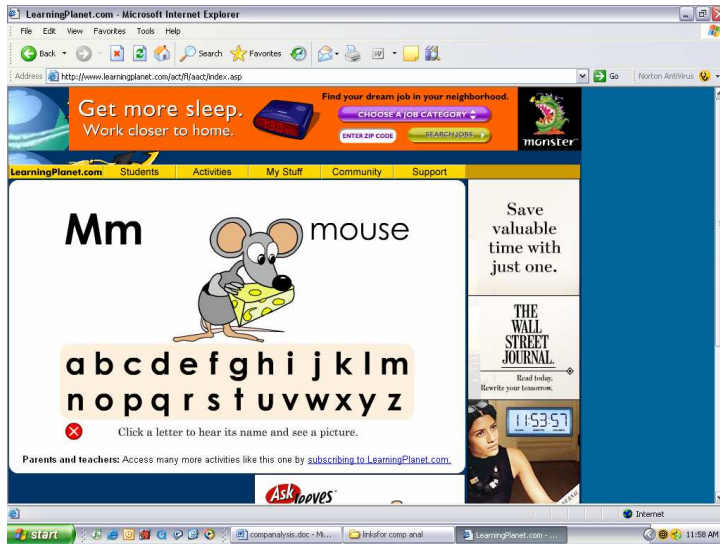 LearningPlanet.com - Microsoft Internet Explorer
File Edit View Favorites Tools Help
Back Search Favorites
Address http://www.learningplanet.com/act/fl/aact/index.asp Go Norton AntiVirus
Find your dream job in your neighborhood.
Get more sleep.
Work closer to home.
CHOOSE A JOB CATEGORY
ENTER ZIP CODE SEARCH JOBS
monster
LearningPlanet.com Students Activities My Stuff Community Support
Mm mouse
a b c d e f g h i j k l m
n o p q r s t u v w x y z
Click a letter to hear its name and see a picture.
Parents and teachers: Access many more activities like this one by subscribing to LearningPlanet.com.
Save
valuable
time with
just one.
THE
WALL
STREET
JOURNAL.
Read today.
Rewrite your tomorrow.
11:53:57
Ask Jeeves
Internet
start companalysis.doc - Mi... linksfor comp anal LearningPlanet.com - ... 11:58 AM